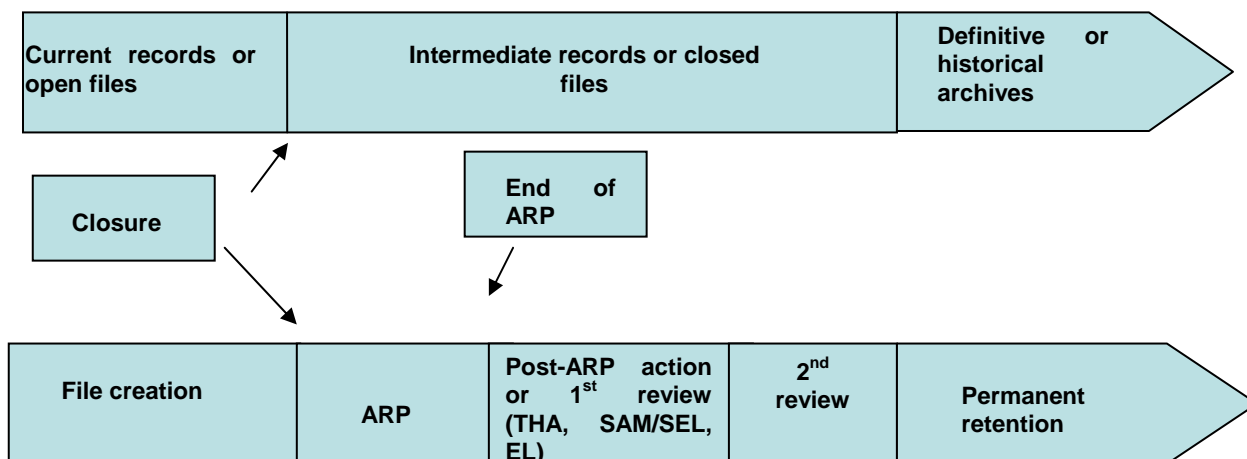 Current records or
open files
Intermediate records or closed
files
Definitive or
historical
archives
Closure
End of
ARP
File creation
ARP
Post-ARP action
or 1st review
(THA, SAM/SEL,
EL)
2nd
review
Permanent
retention